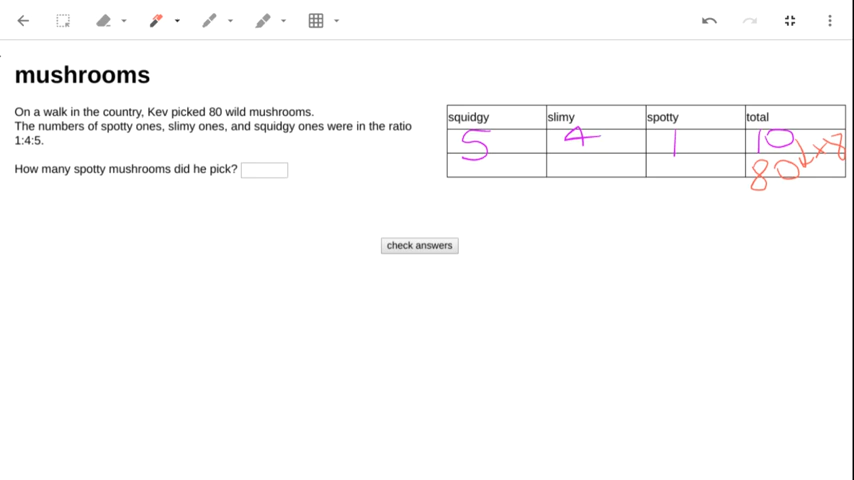 mushrooms
On a walk in the country, Kev picked 80 wild mushrooms.
The numbers of spotty ones, slimy ones, and squidgy ones were in the ratio
1:4:5.
How many spotty mushrooms did he pick?
squidgy slimy spotty total
5 4 1 10
80 ×8
check answers